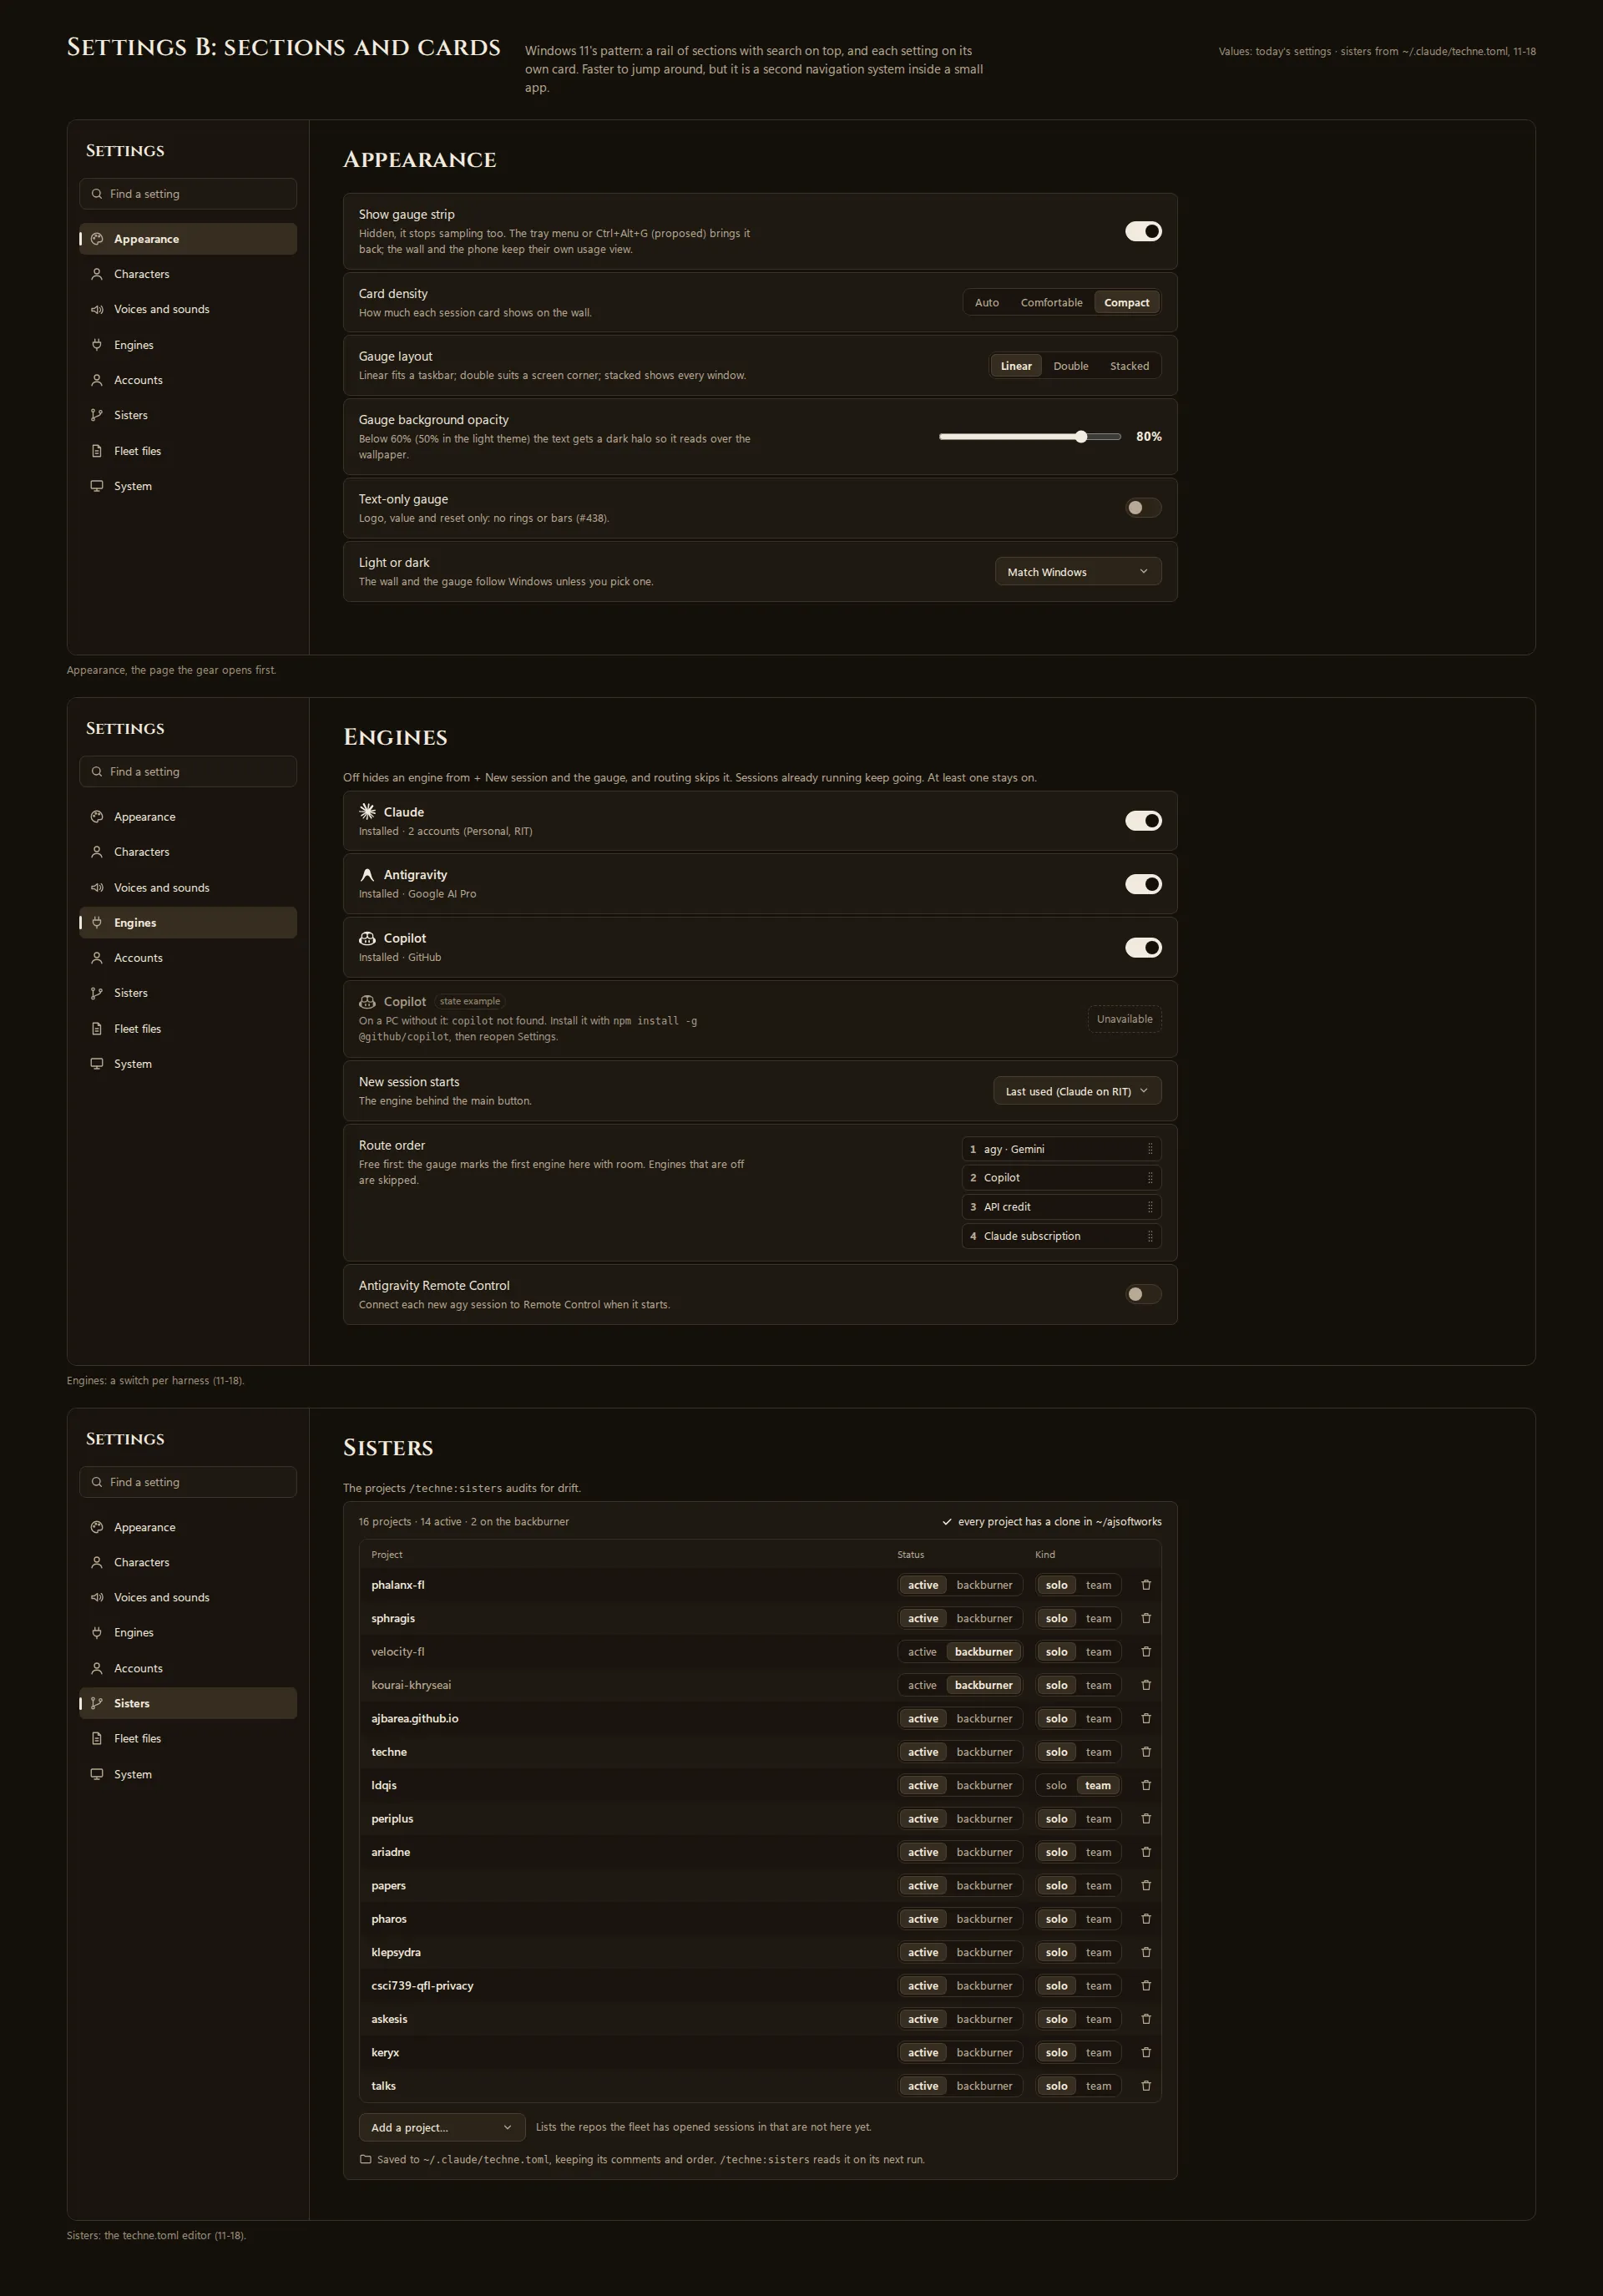 Settings B: sections and cards
Windows 11's pattern: a rail of sections with search on top, and each setting on its
own card. Faster to jump around, but it is a second navigation system inside a small
app.
Values: today's settings · sisters from ~/.claude/techne.toml, 11-18
Settings
Find a setting
Appearance
Characters
Voices and sounds
Engines
Accounts
Sisters
Fleet files
System
Appearance
Show gauge strip
Hidden, it stops sampling too. The tray menu or Ctrl+Alt+G (proposed) brings it
back; the wall and the phone keep their own usage view.
Card density
How much each session card shows on the wall.
Auto Comfortable Compact
Gauge layout
Linear fits a taskbar; double suits a screen corner; stacked shows every window.
Linear Double Stacked
Gauge background opacity
Below 60% (50% in the light theme) the text gets a dark halo so it reads over the
wallpaper.
80%
Text-only gauge
Logo, value and reset only: no rings or bars (#438).
Light or dark
The wall and the gauge follow Windows unless you pick one.
Match Windows
Appearance, the page the gear opens first.
Settings
Find a setting
Appearance
Characters
Voices and sounds
Engines
Accounts
Sisters
Fleet files
System
Engines
Off hides an engine from + New session and the gauge, and routing skips it. Sessions already running keep going. At least one stays on.
Claude
Installed · 2 accounts (Personal, RIT)
Antigravity
Installed · Google AI Pro
Copilot
Installed · GitHub
Copilot state example
On a PC without it: copilot not found. Install it with npm install -g
@github/copilot, then reopen Settings.
Unavailable
New session starts
The engine behind the main button.
Last used (Claude on RIT)
Route order
Free first: the gauge marks the first engine here with room. Engines that are off
are skipped.
1 agy · Gemini
2 Copilot
3 API credit
4 Claude subscription
Antigravity Remote Control
Connect each new agy session to Remote Control when it starts.
Engines: a switch per harness (11-18).
Settings
Find a setting
Appearance
Characters
Voices and sounds
Engines
Accounts
Sisters
Fleet files
System
Sisters
The projects /techne:sisters audits for drift.
16 projects · 14 active · 2 on the backburner
every project has a clone in ~/ajsoftworks
Project Status Kind
phalanx-fl active backburner solo team
sphragis active backburner solo team
velocity-fl active backburner solo team
kourai-khryseai active backburner solo team
ajbarea.github.io active backburner solo team
techne active backburner solo team
ldqis active backburner solo team
periplus active backburner solo team
ariadne active backburner solo team
papers active backburner solo team
pharos active backburner solo team
klepsydra active backburner solo team
csci739-qfl-privacy active backburner solo team
askesis active backburner solo team
keryx active backburner solo team
talks active backburner solo team
Add a project...
Lists the repos the fleet has opened sessions in that are not here yet.
Saved to ~/.claude/techne.toml, keeping its comments and order. /techne:sisters reads it on its next run.
Sisters: the techne.toml editor (11-18).